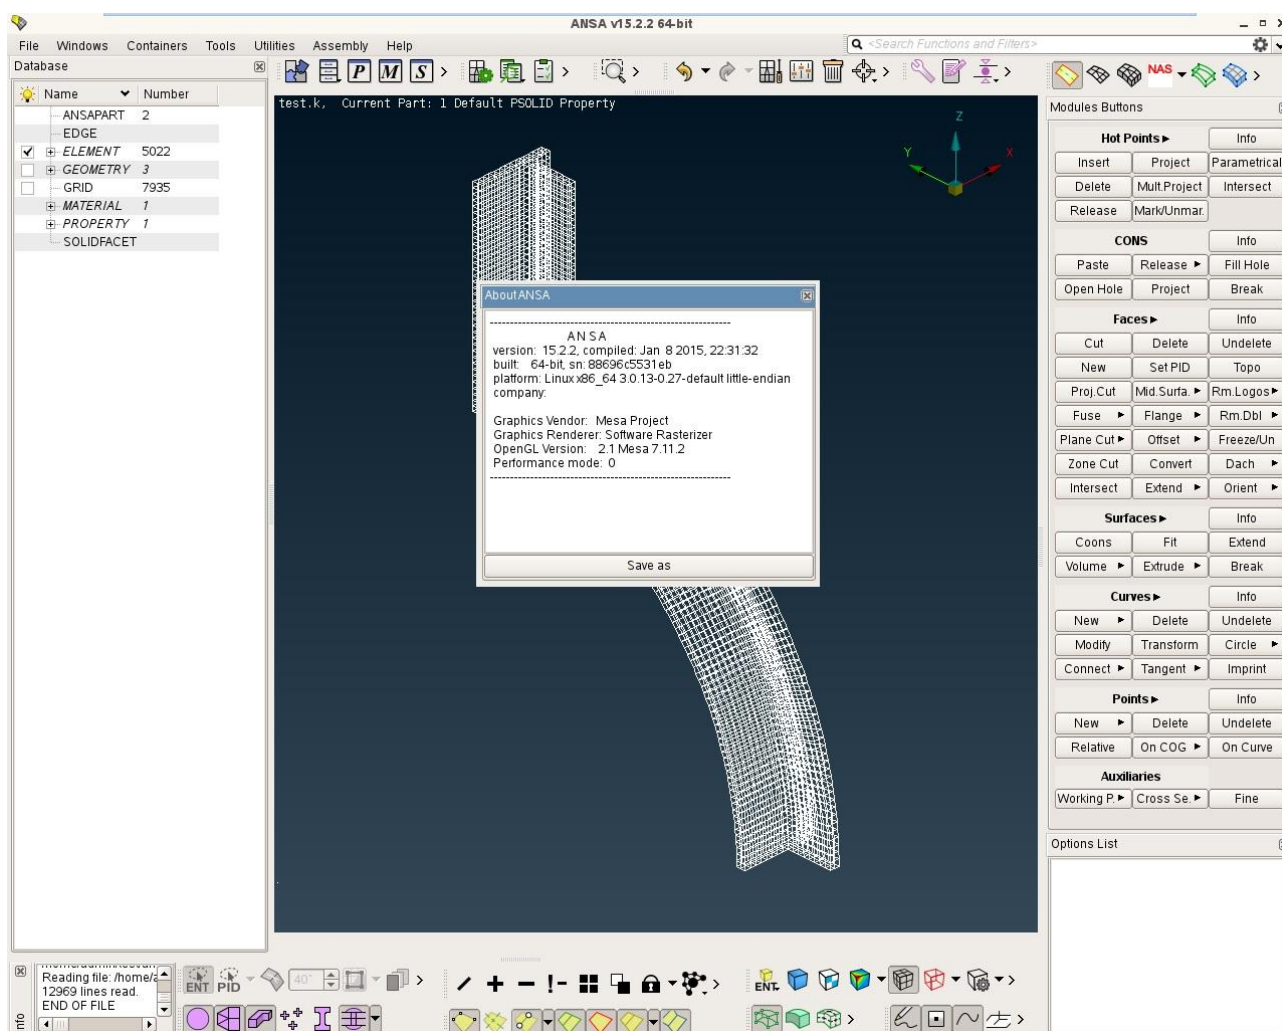 ANSA v15.2.2 64-bit
File Windows Containers Tools Utilities Assembly Help
<Search Functions and Filters>
Database
Name Number
ANSAPART 2
EDGE
ELEMENT 5022
GEOMETRY 3
GRID 7935
MATERIAL 1
PROPERTY 1
SOLIDFACET
P M S
NAS
test.k, Current Part: 1 Default PSOLID Property
Z
Y X
About ANSA
ANSA
version: 15.2.2, compiled: Jan 8 2015, 22:31:32
built: 64-bit, sn: 88696c5531eb
platform: Linux x86_64 3.0.13-0.27-default little-endian
company:
Graphics Vendor: Mesa Project
Graphics Renderer: Software Rasterizer
OpenGL Version: 2.1 Mesa 7.11.2
Performance mode: 0
Save as
Modules Buttons
Hot Points Info
Insert Project Parametrical
Delete Mult.Project Intersect
Release Mark/Unmar.
CONS Info
Paste Release Fill Hole
Open Hole Project Break
Faces Info
Cut Delete Undelete
New Set PID Topo
Proj.Cut Mid.Surfa. Rm.Logos
Fuse Flange Rm.Dbl
Plane Cut Offset Freeze/Un
Zone Cut Convert Dach
Intersect Extend Orient
Surfaces Info
Coons Fit Extend
Volume Extrude Break
Curves Info
New Delete Undelete
Modify Transform Circle
Connect Tangent Imprint
Points Info
New Delete Undelete
Relative On COG On Curve
Auxiliaries
Working P. Cross Se. Fine
Options List
Reading file: /home/a
12969 lines read.
END OF FILE
ENT PID 40°
ENT.